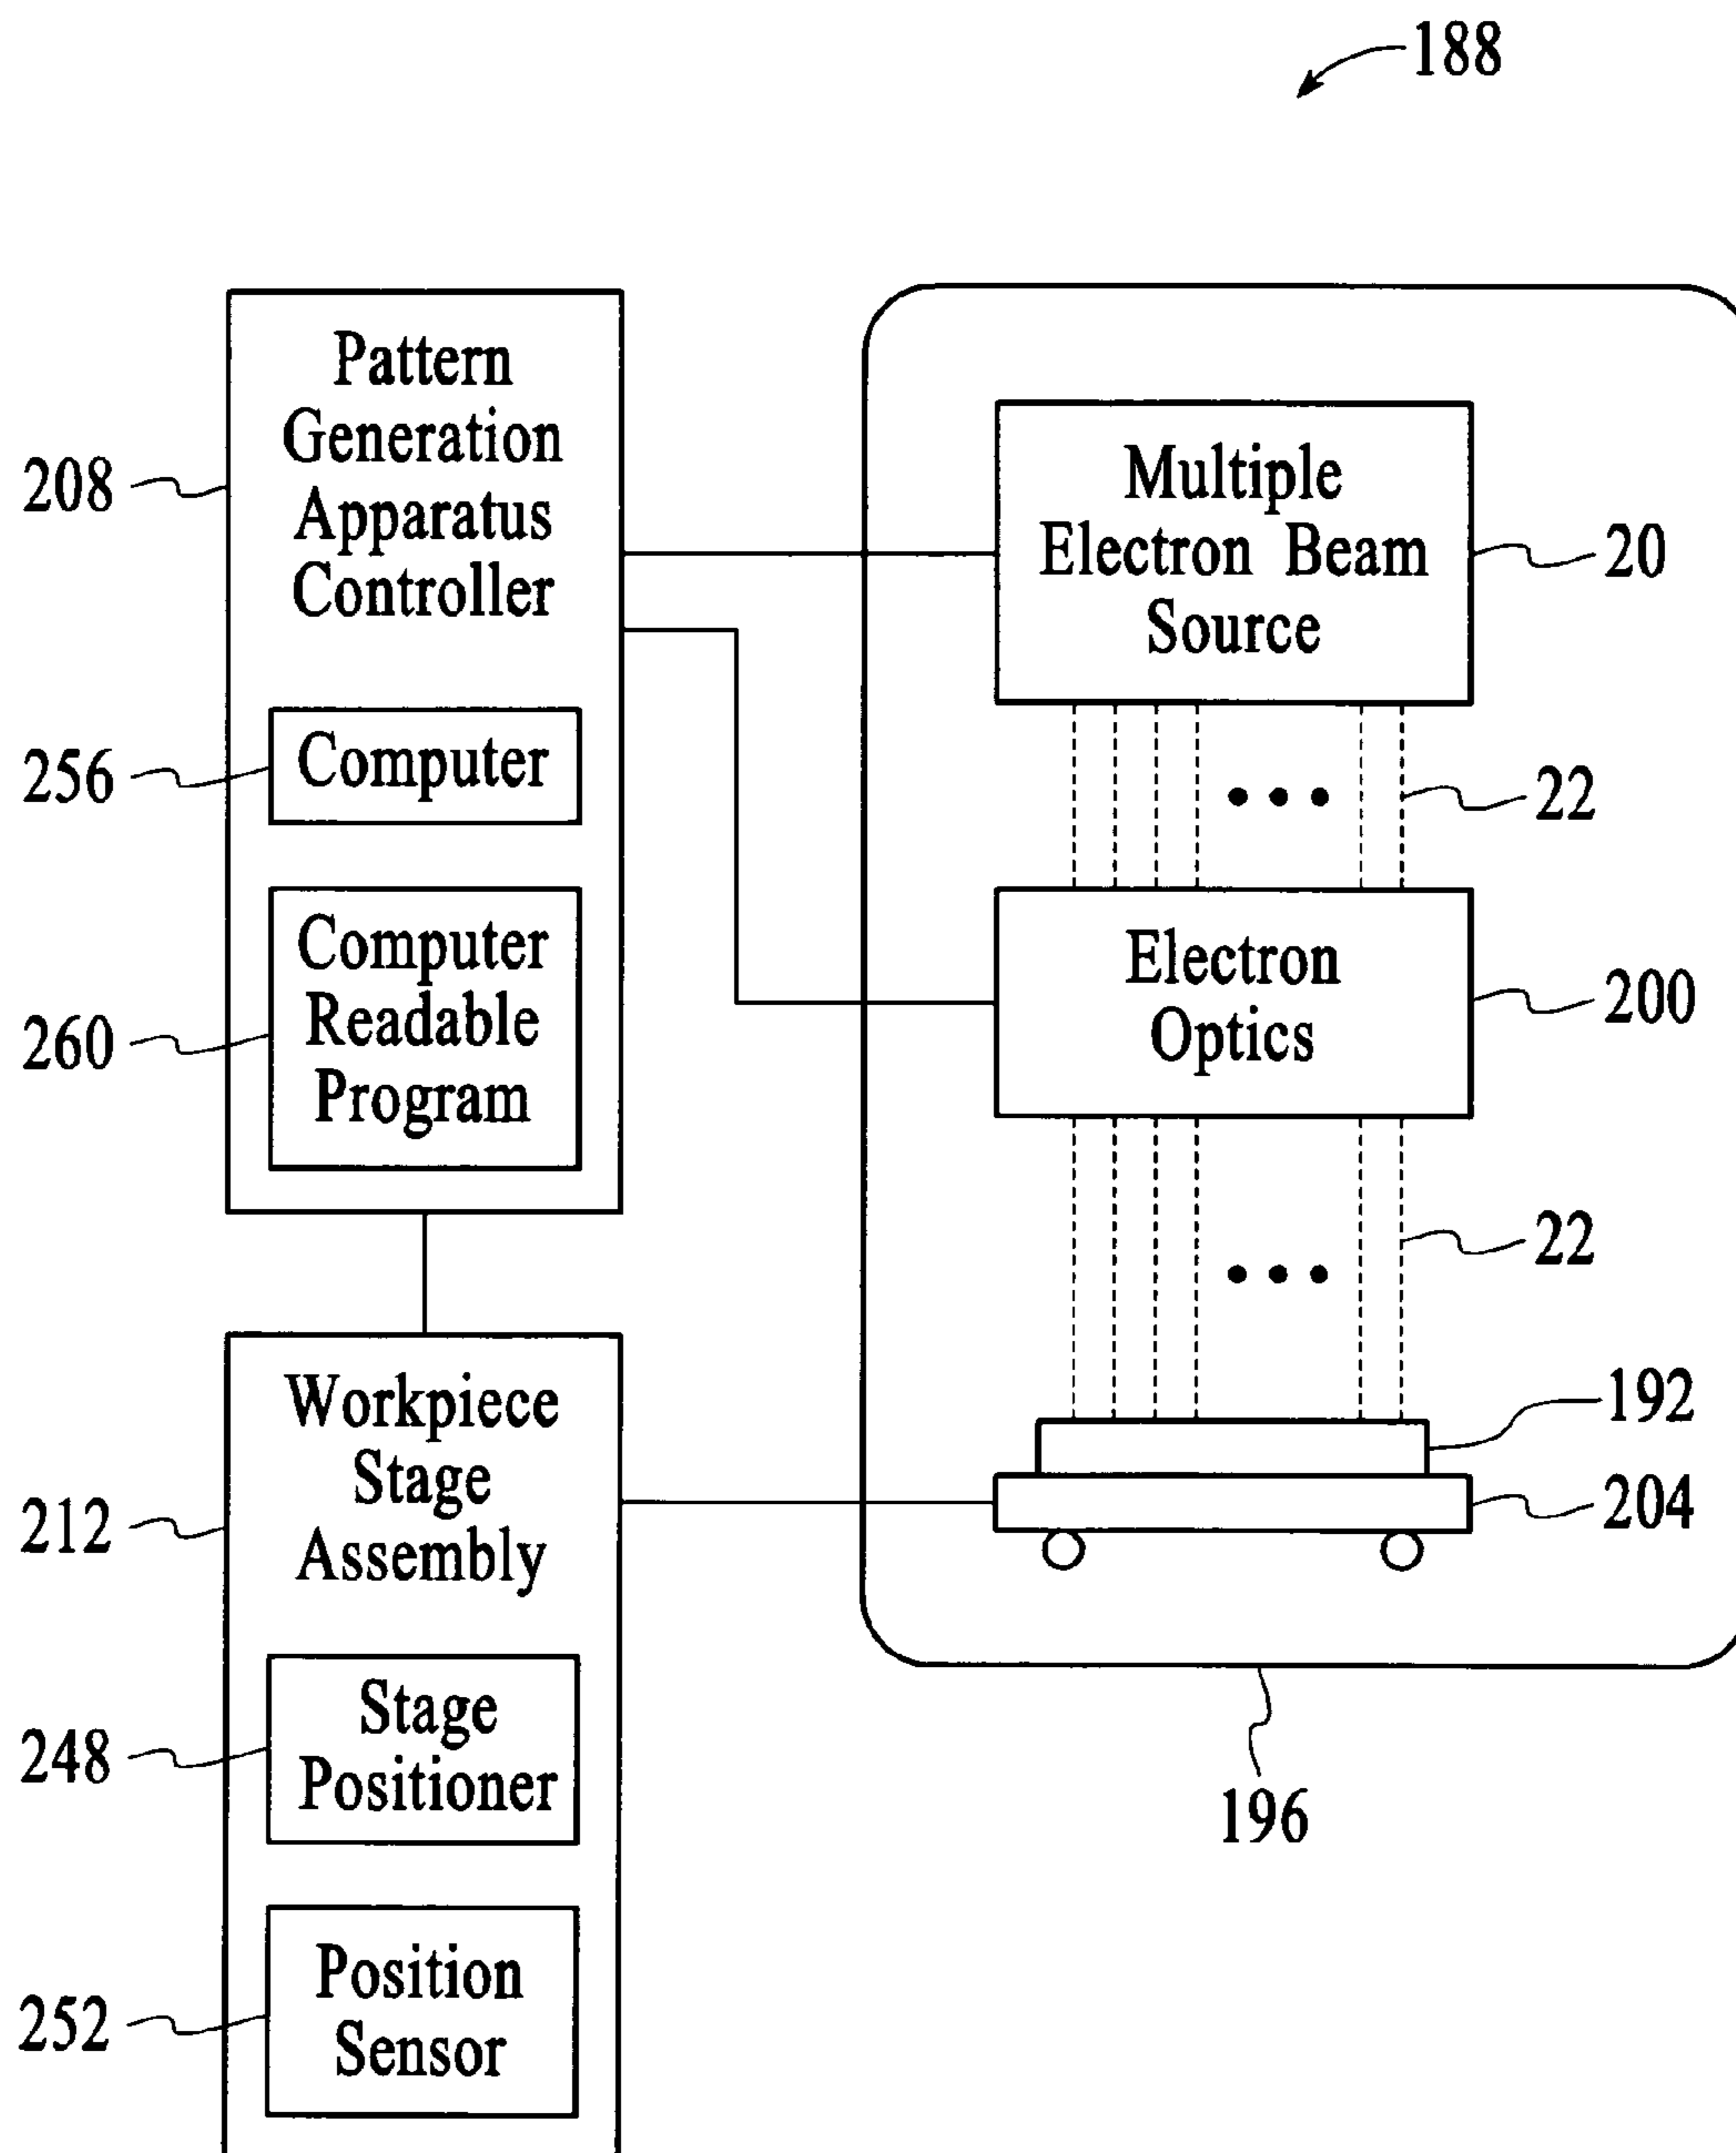 188
Pattern
Generation
Apparatus
Controller
208
Computer
256
Computer
Readable
Program
260
Multiple
Electron Beam
Source
20
22
Electron
Optics
200
22
192
204
196
Workpiece
Stage
Assembly
212
Stage
Positioner
248
Position
Sensor
252